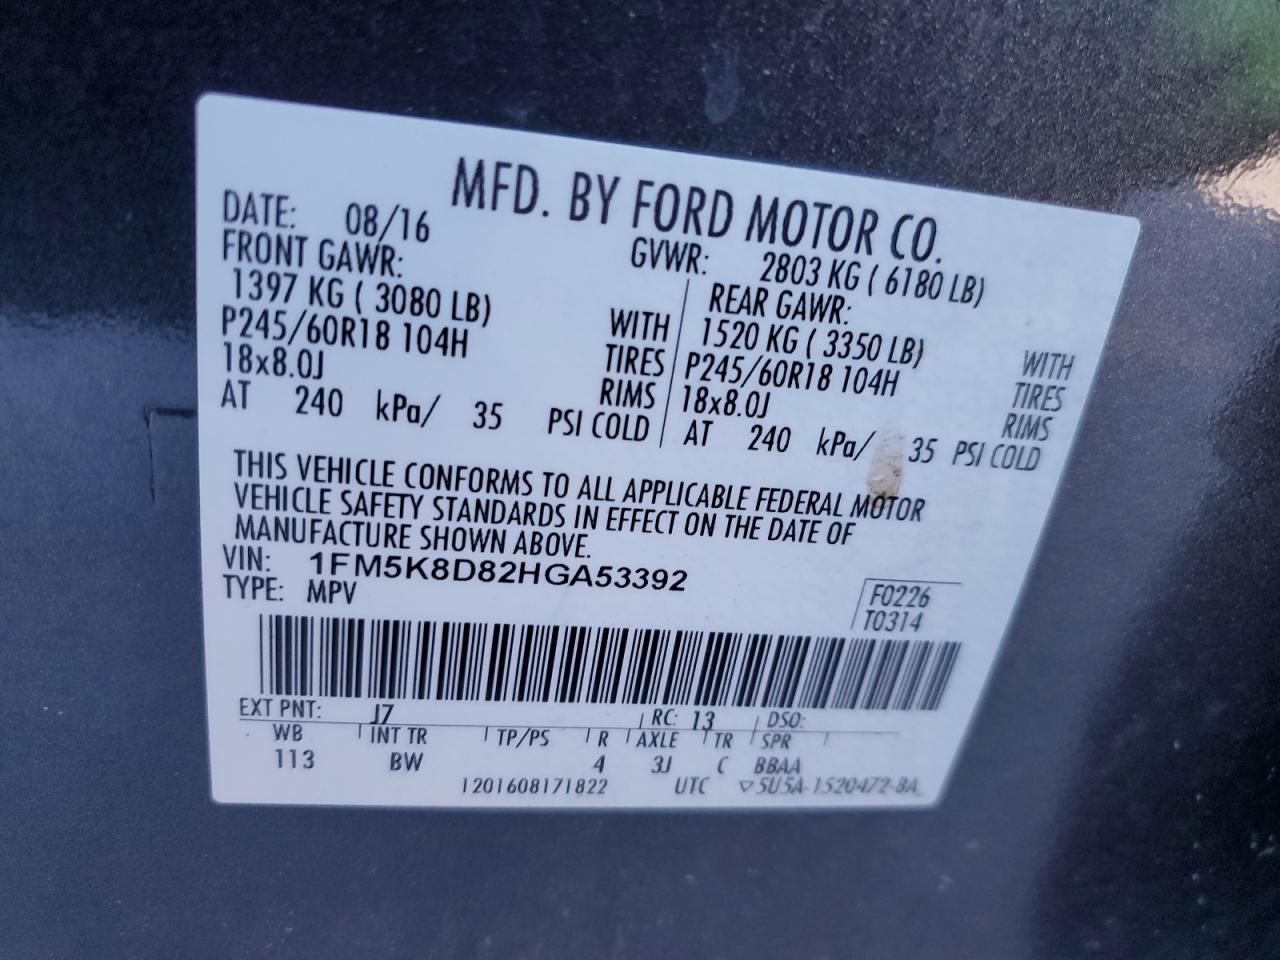 MFD. BY FORD MOTOR CO.
DATE: 08/16 GVWR: 2803 KG ( 6180 LB)
FRONT GAWR: REAR GAWR:
1397 KG ( 3080 LB) WITH 1520 KG ( 3350 LB) WITH
P245/60R18 104H TIRES P245/60R18 104H TIRES
18x8.0J RIMS 18x8.0J RIMS
AT 240 kPa/ 35 PSI COLD AT 240 kPa/ 35 PSI COLD
THIS VEHICLE CONFORMS TO ALL APPLICABLE FEDERAL MOTOR
VEHICLE SAFETY STANDARDS IN EFFECT ON THE DATE OF
MANUFACTURE SHOWN ABOVE.
VIN: 1FM5K8D82HGA53392
TYPE: MPV
F0226
T0314
EXT PNT: J7 RC: 13 DSO:
WB INT TR TP/PS R AXLE TR SPR
113 BW 4 3J C BBAA
1201608171822 UTC ▽5U5A-1520472-BA